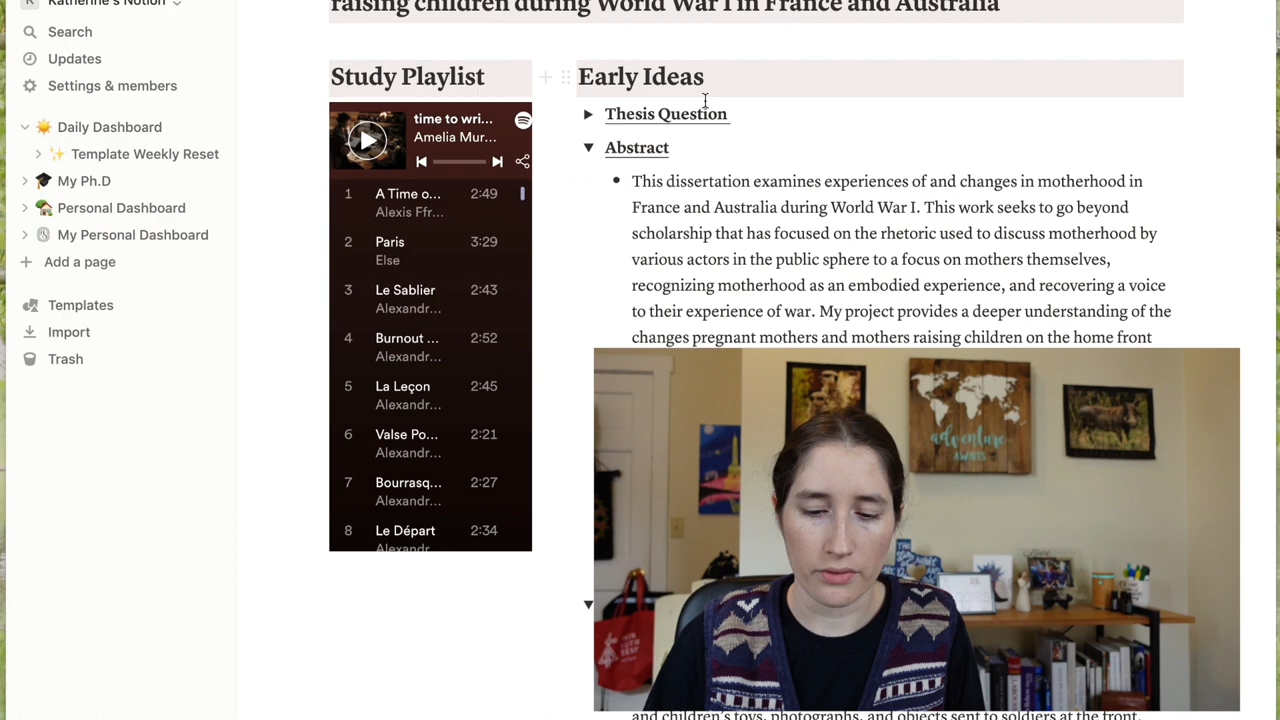 Katherine's Notion
Search
Updates
Settings & members
Daily Dashboard
Template Weekly Reset
My Ph.D
Personal Dashboard
My Personal Dashboard
Add a page
Templates
Import
Trash
raising children during World War I in France and Australia
Study Playlist
time to wri...
Amelia Mur...
1 A Time o... 2:49
Alexis Ffr...
2 Paris 3:29
Else
3 Le Sablier 2:43
Alexandr...
4 Burnout ... 2:52
Alexandr...
5 La Leçon 2:45
Alexandr...
6 Valse Po... 2:21
Alexandr...
7 Bourrasq... 2:27
Alexandr...
8 Le Départ 2:34
Alexandr...
Early Ideas
Thesis Question
Abstract
This dissertation examines experiences of and changes in motherhood in
France and Australia during World War I. This work seeks to go beyond
scholarship that has focused on the rhetoric used to discuss motherhood by
various actors in the public sphere to a focus on mothers themselves,
recognizing motherhood as an embodied experience, and recovering a voice
to their experience of war. My project provides a deeper understanding of the
changes pregnant mothers and mothers raising children on the home front
adventure
AWAITS
and children's toys, photographs, and objects sent to soldiers at the front.